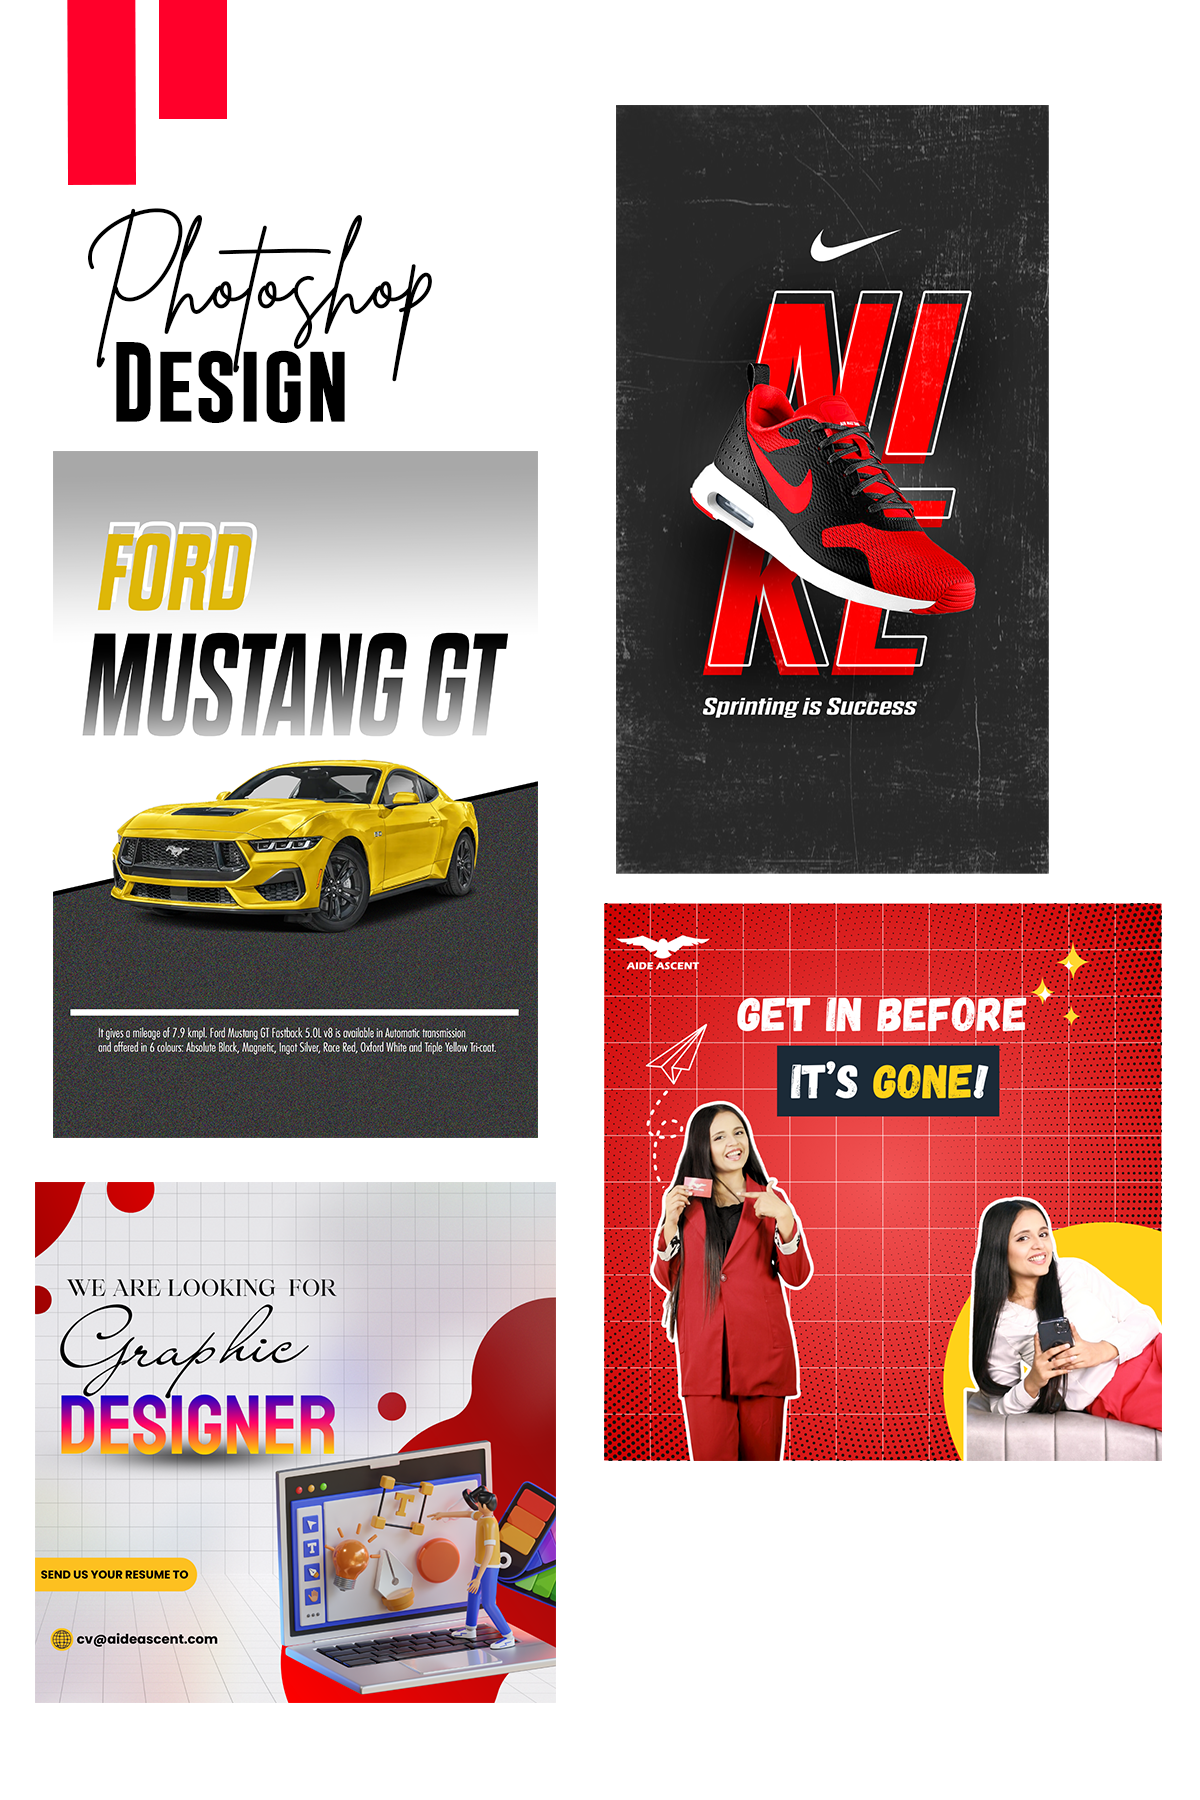 Photoshop
DESIGN
FORD
MUSTANG GT
It gives a mileage of 7.9 kmpl. Ford Mustang GT Fastback 5.0L v8 is available in Automatic transmission
and offered in 6 colours: Absolute Black, Magnetic, Ingot Silver, Race Red, Oxford White and Triple Yellow Tri-coat.
NI
KE
Sprinting is Success
AIDE ASCENT
GET IN BEFORE
IT'S GONE!
WE ARE LOOKING FOR
Graphic
DESIGNER
T
T
SEND US YOUR RESUME TO
cv@aideascent.com